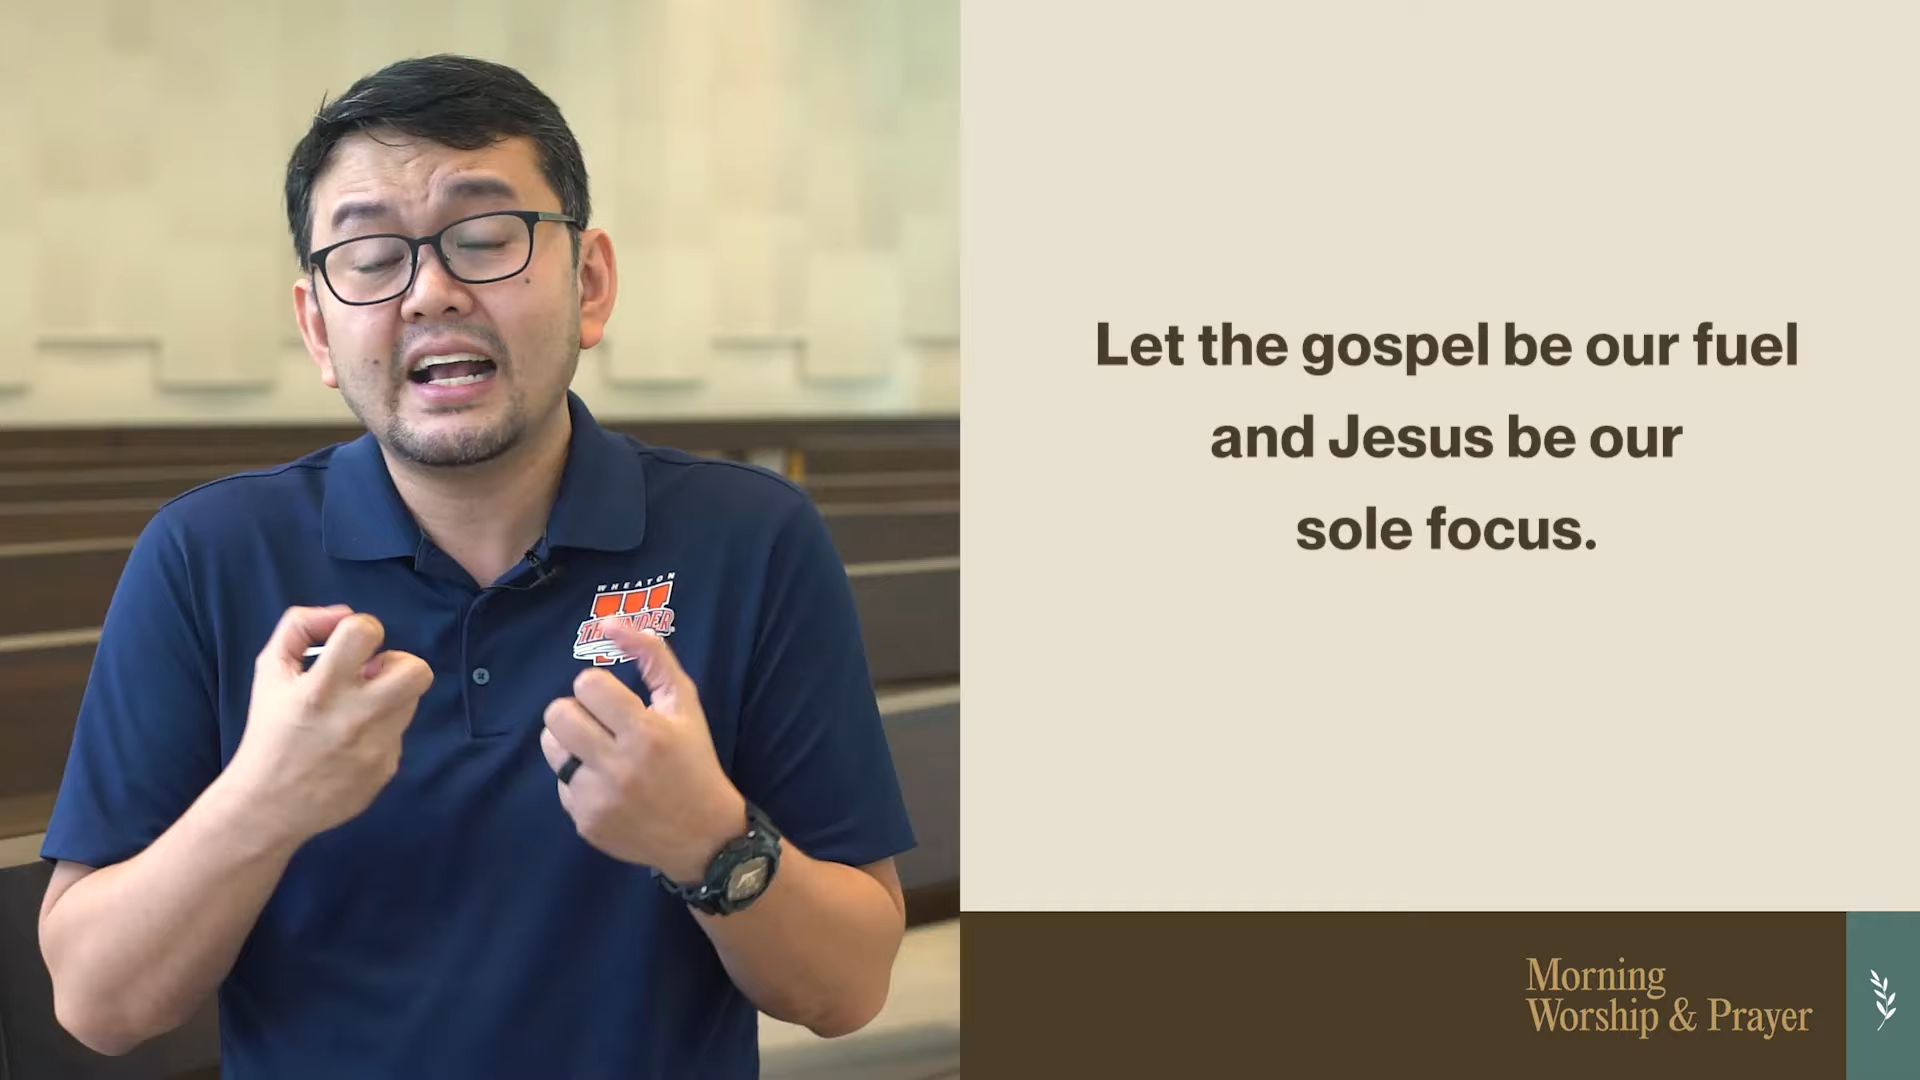 Let the gospel be our fuel
and Jesus be our
sole focus.
WHEATON
THUNDER
Morning
Worship & Prayer